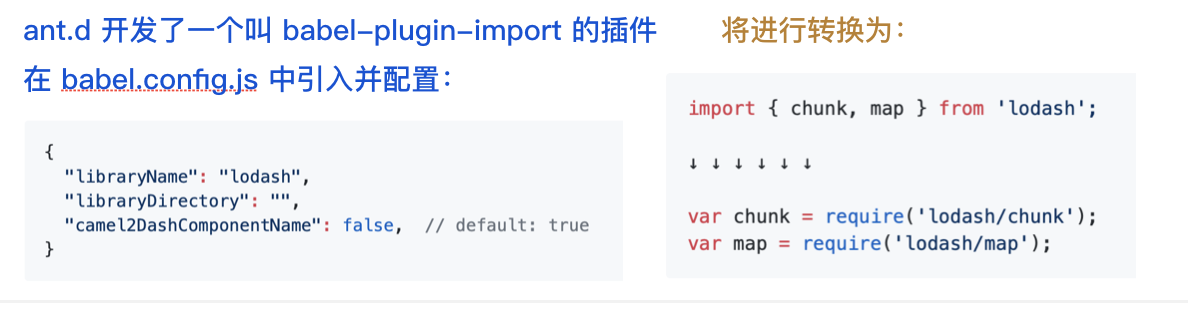 ant.d 开发了一个叫 babel-plugin-import 的插件
在 babel.config.js 中引入并配置：
{
  "libraryName": "lodash",
  "libraryDirectory": "",
  "camel2DashComponentName": false,  // default: true
}
将进行转换为：
import { chunk, map } from 'lodash';
↓ ↓ ↓ ↓ ↓ ↓
var chunk = require('lodash/chunk');
var map = require('lodash/map');